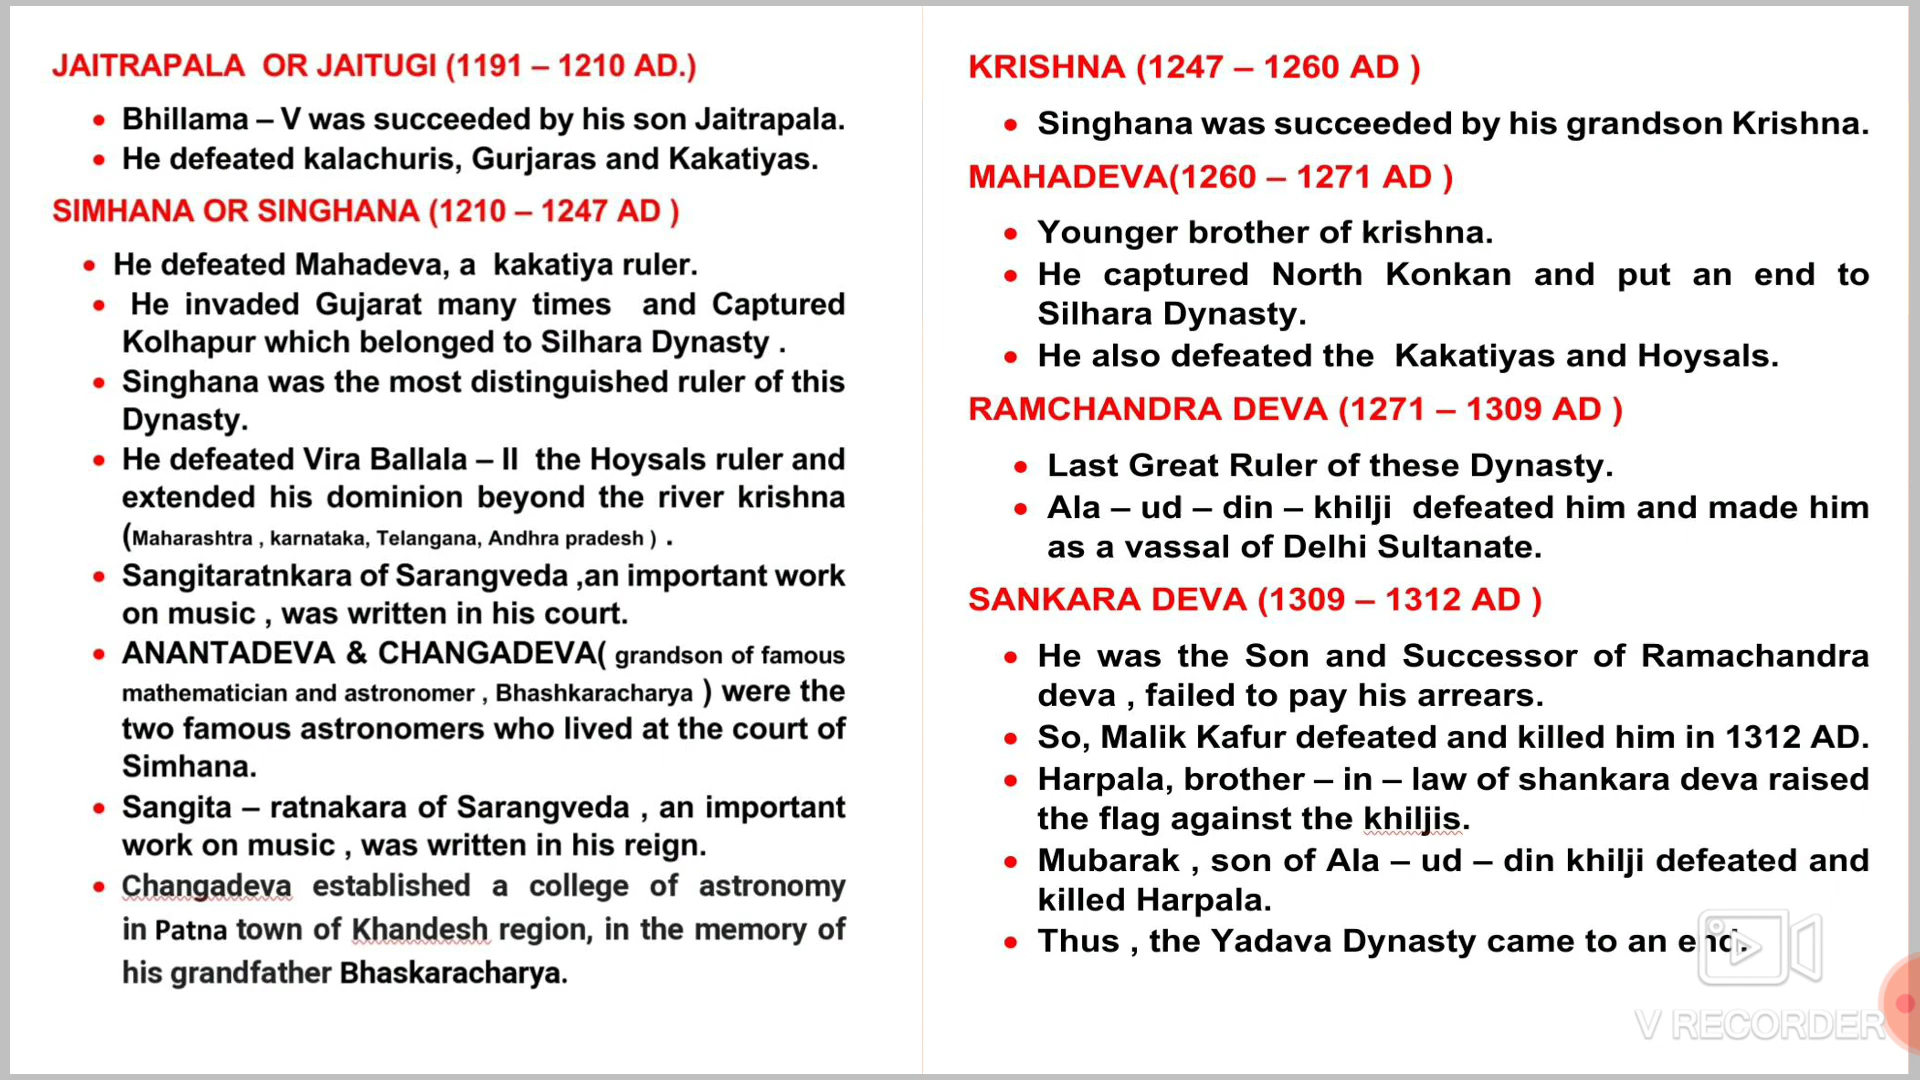 JAITRAPALA OR JAITUGI (1191 – 1210 AD.)
• Bhillama – V was succeeded by his son Jaitrapala.
• He defeated kalachuris, Gurjaras and Kakatiyas.
SIMHANA OR SINGHANA (1210 – 1247 AD )
• He defeated Mahadeva, a kakatiya ruler.
• He invaded Gujarat many times and Captured
Kolhapur which belonged to Silhara Dynasty .
• Singhana was the most distinguished ruler of this
Dynasty.
• He defeated Vira Ballala – II the Hoysals ruler and
extended his dominion beyond the river krishna
(Maharashtra , karnataka, Telangana, Andhra pradesh ) .
• Sangitaratnkara of Sarangveda ,an important work
on music , was written in his court.
• ANANTADEVA & CHANGADEVA( grandson of famous
mathematician and astronomer , Bhashkaracharya ) were the
two famous astronomers who lived at the court of
Simhana.
• Sangita – ratnakara of Sarangveda , an important
work on music , was written in his reign.
• Changadeva established a college of astronomy
in Patna town of Khandesh region, in the memory of
his grandfather Bhaskaracharya.
KRISHNA (1247 – 1260 AD )
• Singhana was succeeded by his grandson Krishna.
MAHADEVA(1260 – 1271 AD )
• Younger brother of krishna.
• He captured North Konkan and put an end to
Silhara Dynasty.
• He also defeated the Kakatiyas and Hoysals.
RAMCHANDRA DEVA (1271 – 1309 AD )
• Last Great Ruler of these Dynasty.
• Ala – ud – din – khilji defeated him and made him
as a vassal of Delhi Sultanate.
SANKARA DEVA (1309 – 1312 AD )
• He was the Son and Successor of Ramachandra
deva , failed to pay his arrears.
• So, Malik Kafur defeated and killed him in 1312 AD.
• Harpala, brother – in – law of shankara deva raised
the flag against the khiljis.
• Mubarak , son of Ala – ud – din khilji defeated and
killed Harpala.
• Thus , the Yadava Dynasty came to an end.
V RECORDER